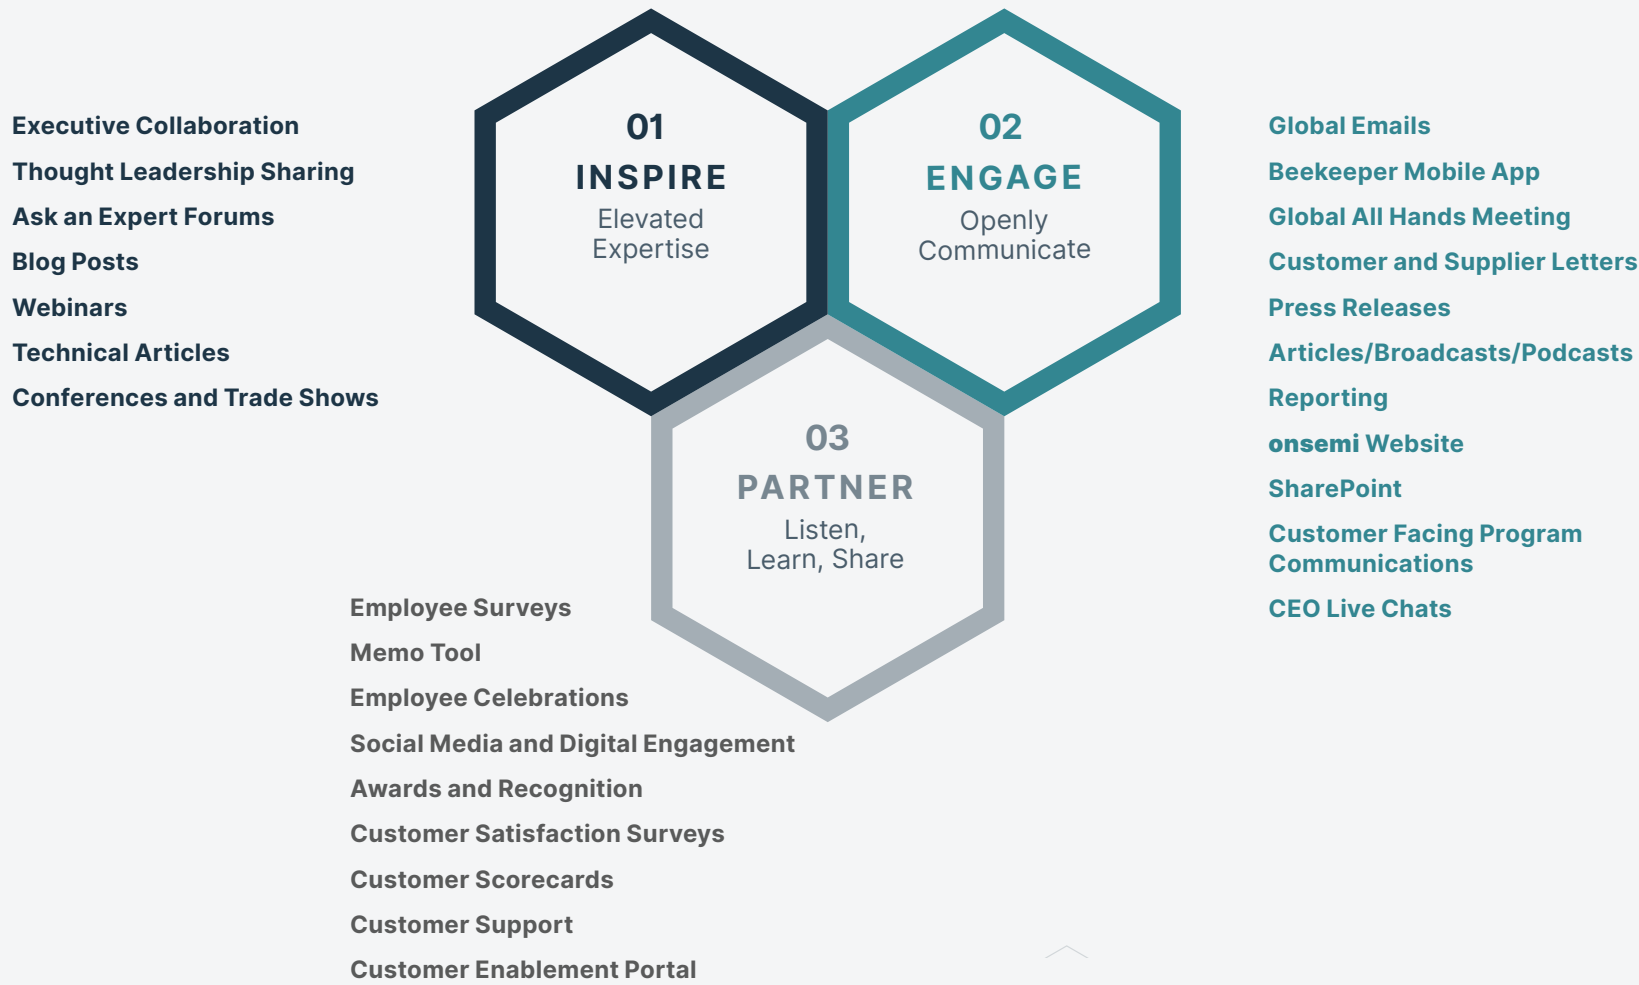 Executive Collaboration
Thought Leadership Sharing
Ask an Expert Forums
Blog Posts
Webinars
Technical Articles
Conferences and Trade Shows
01
INSPIRE
Elevated
Expertise
02
ENGAGE
Openly
Communicate
Global Emails
Beekeeper Mobile App
Global All Hands Meeting
Customer and Supplier Letters
Press Releases
Articles/Broadcasts/Podcasts
Reporting
onsemi Website
SharePoint
Customer Facing Program
Communications
CEO Live Chats
03
PARTNER
Listen,
Learn, Share
Employee Surveys
Memo Tool
Employee Celebrations
Social Media and Digital Engagement
Awards and Recognition
Customer Satisfaction Surveys
Customer Scorecards
Customer Support
Customer Enablement Portal